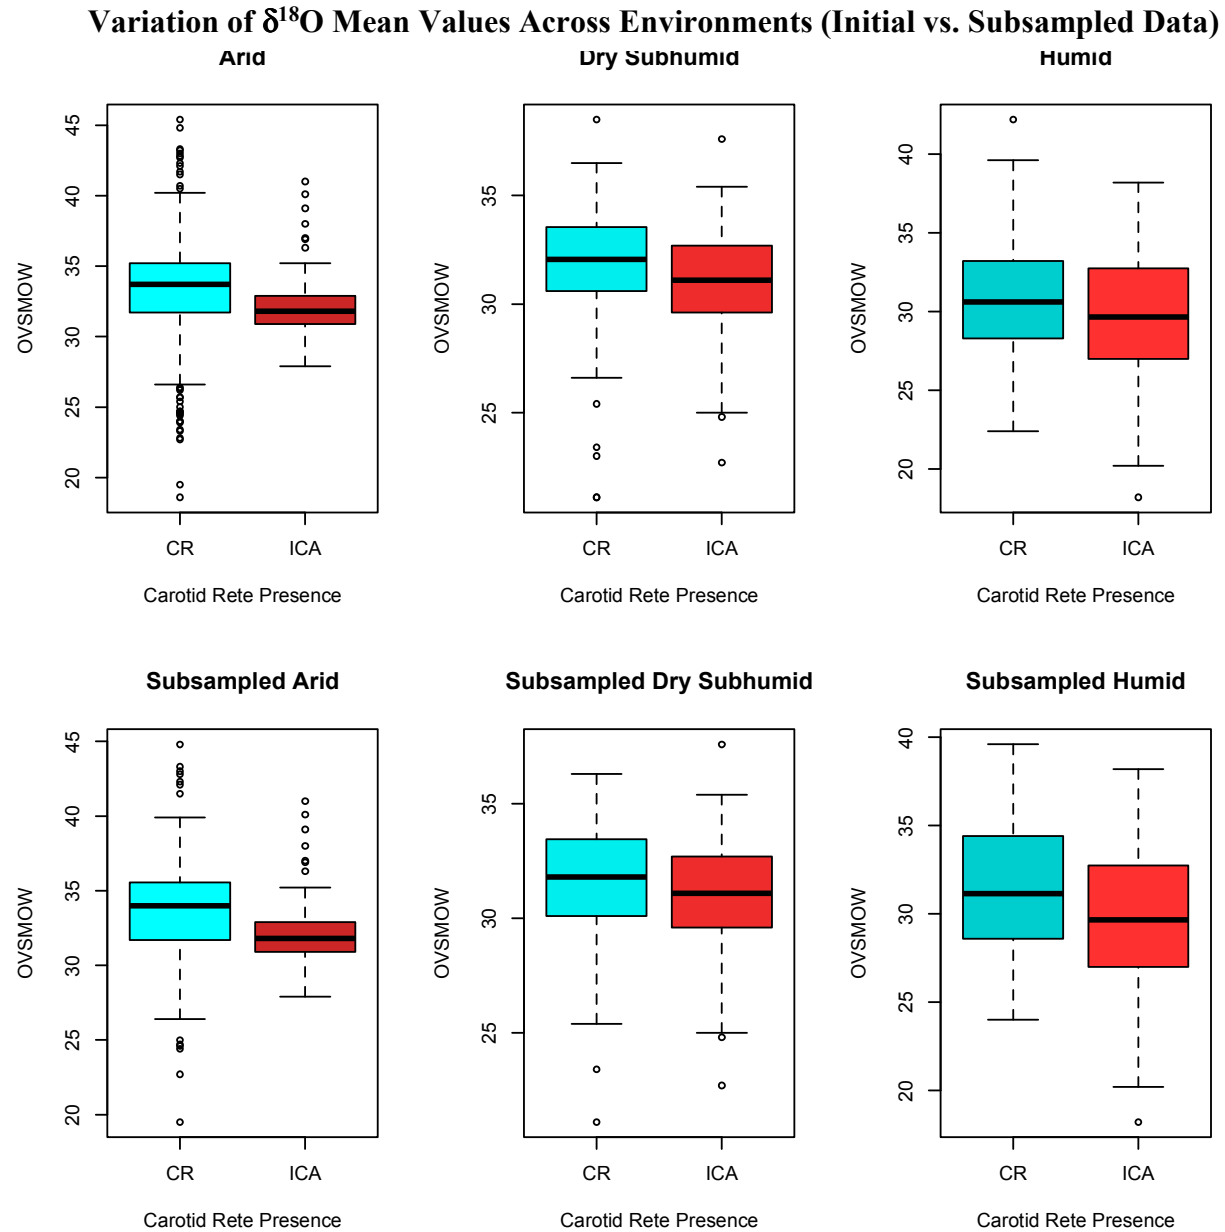 Variation of δ¹⁸O Mean Values Across Environments (Initial vs. Subsampled Data)
Arid Dry Subhumid Humid
45
40
35
30
25
20
OVSMOW
CR ICA
Carotid Rete Presence
35
30
25
OVSMOW
CR ICA
Carotid Rete Presence
40
35
30
25
20
OVSMOW
CR ICA
Carotid Rete Presence
Subsampled Arid Subsampled Dry Subhumid Subsampled Humid
45
40
35
30
25
20
OVSMOW
CR ICA
Carotid Rete Presence
35
30
25
OVSMOW
CR ICA
Carotid Rete Presence
40
35
30
25
20
OVSMOW
CR ICA
Carotid Rete Presence